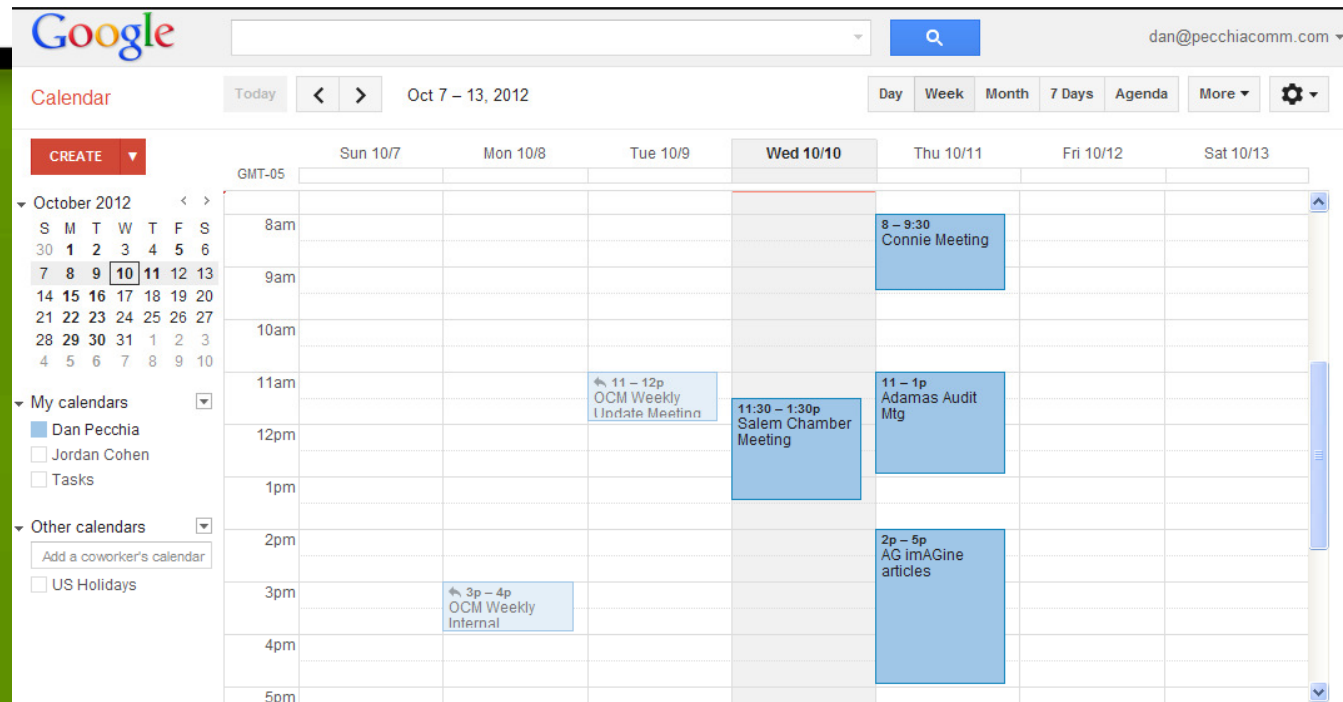 Google
dan@pecchiacomm.com
Calendar
Today
Oct 7 – 13, 2012
Day Week Month 7 Days Agenda More
CREATE
Sun 10/7 Mon 10/8 Tue 10/9 Wed 10/10 Thu 10/11 Fri 10/12 Sat 10/13
GMT-05
October 2012
S M T W T F S
30 1 2 3 4 5 6
7 8 9 10 11 12 13
14 15 16 17 18 19 20
21 22 23 24 25 26 27
28 29 30 31 1 2 3
4 5 6 7 8 9 10
My calendars
Dan Pecchia
Jordan Cohen
Tasks
Other calendars
Add a coworker's calendar
US Holidays
8am
9am
10am
11am
12pm
1pm
2pm
3pm
4pm
5pm
3p – 4p
OCM Weekly
Internal
11 – 12p
OCM Weekly
Update Meeting
11:30 – 1:30p
Salem Chamber
Meeting
8 – 9:30
Connie Meeting
11 – 1p
Adamas Audit
Mtg
2p – 5p
AG imAGine
articles